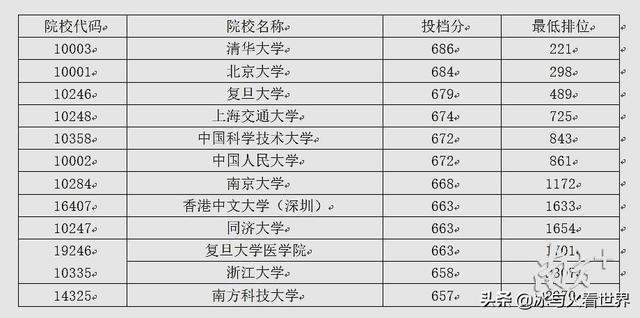 院校代码 院校名称 投档分 最低排位
10003 清华大学 686 221
10001 北京大学 684 298
10246 复旦大学 679 489
10248 上海交通大学 674 725
10358 中国科学技术大学 672 843
10002 中国人民大学 672 861
10284 南京大学 668 1172
16407 香港中文大学（深圳） 663 1633
10247 同济大学 663 1654
19246 复旦大学医学院 663 1701
10335 浙江大学 658
14325 南方科技大学 657
南方+
头条 @冰与火看世界